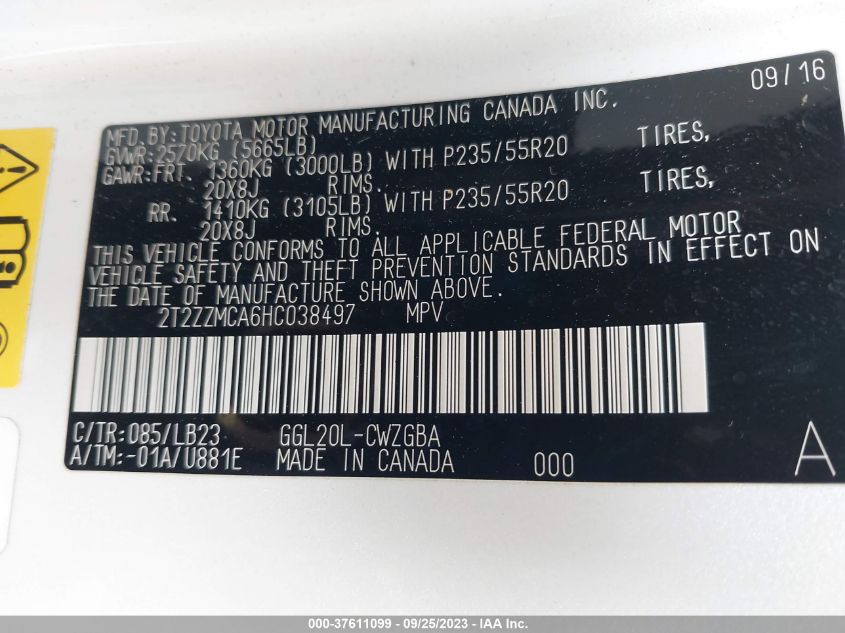 09/16
MFD.BY:TOYOTA MOTOR MANUFACTURING CANADA INC.
GVWR:2570KG (5665LB)
GAWR:FRT. 1360KG (3000LB) WITH P235/55R20 TIRES,
20X8J RIMS.
RR. 1410KG (3105LB) WITH P235/55R20 TIRES,
20X8J RIMS.
THIS VEHICLE CONFORMS TO ALL APPLICABLE FEDERAL MOTOR
VEHICLE SAFETY AND THEFT PREVENTION STANDARDS IN EFFECT ON
THE DATE OF MANUFACTURE SHOWN ABOVE.
2T2ZZMCA6HC038497 MPV
C/TR:085/LB23 GGL20L-CWZGBA
A/TM:-01A/U881E MADE IN CANADA 000 A
000-37611099 - 09/25/2023 - IAA Inc.